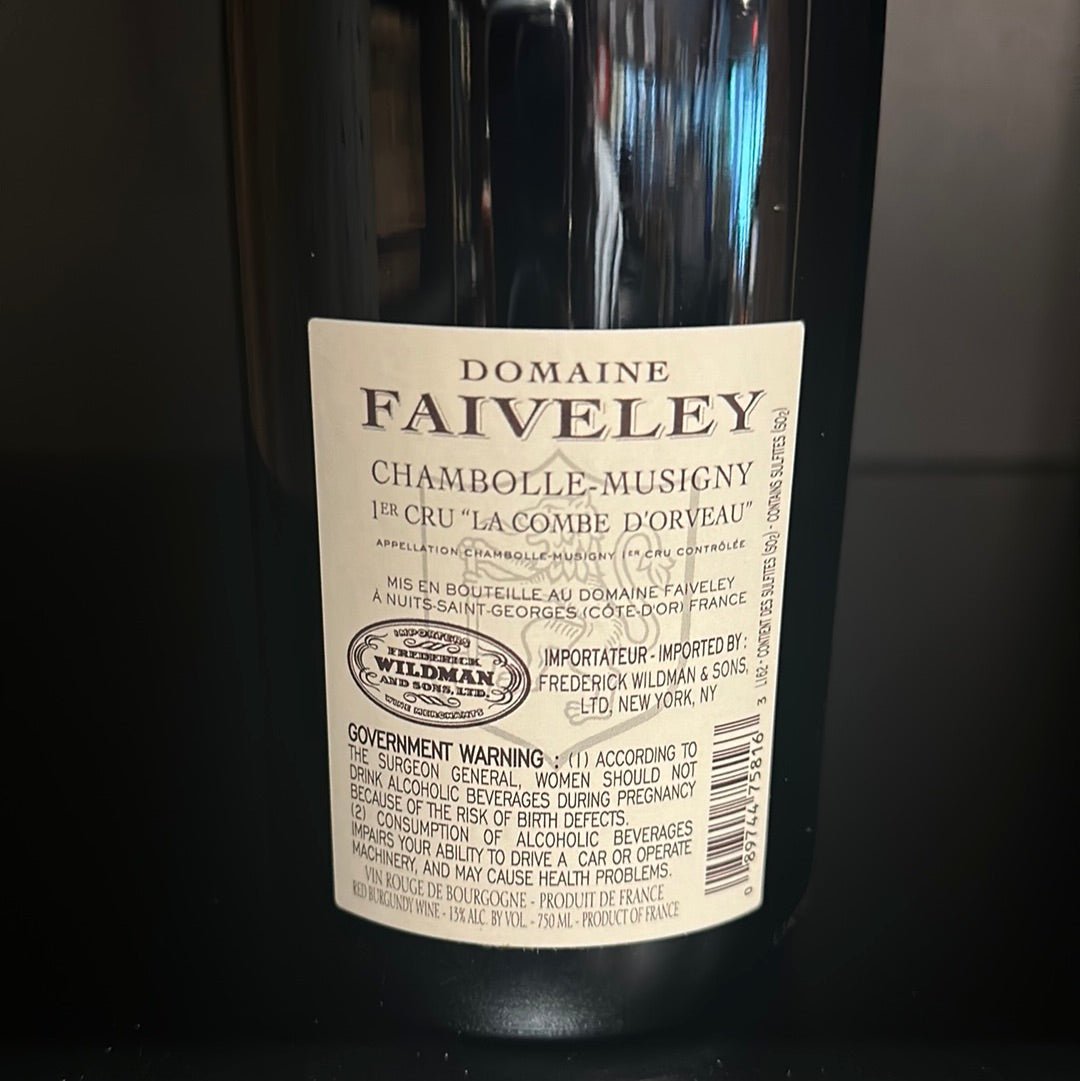 DOMAINE
FAIVELEY
CHAMBOLLE-MUSIGNY
1ER CRU “LA COMBE D'ORVEAU”
APPELLATION CHAMBOLLE-MUSIGNY 1ER CRU CONTRÔLÉE
MIS EN BOUTEILLE AU DOMAINE FAIVELEY
À NUITS-SAINT-GEORGES (CÔTE-D'OR) FRANCE
IMPORTERS
FREDERICK
WILDMAN
AND SONS, LTD.
WINE MERCHANTS
IMPORTATEUR - IMPORTED BY :
FREDERICK WILDMAN & SONS,
LTD, NEW YORK, NY
GOVERNMENT WARNING : (1) ACCORDING TO
THE SURGEON GENERAL, WOMEN SHOULD NOT
DRINK ALCOHOLIC BEVERAGES DURING PREGNANCY
BECAUSE OF THE RISK OF BIRTH DEFECTS.
(2) CONSUMPTION OF ALCOHOLIC BEVERAGES
IMPAIRS YOUR ABILITY TO DRIVE A CAR OR OPERATE
MACHINERY, AND MAY CAUSE HEALTH PROBLEMS.
VIN ROUGE DE BOURGOGNE - PRODUIT DE FRANCE
RED BURGUNDY WINE - 13% ALC. BY VOL. - 750 ML - PRODUCT OF FRANCE
0 89744 75816 3
L162 - CONTIENT DES SULFITES (SO2) - CONTAINS SULFITES (SO2)